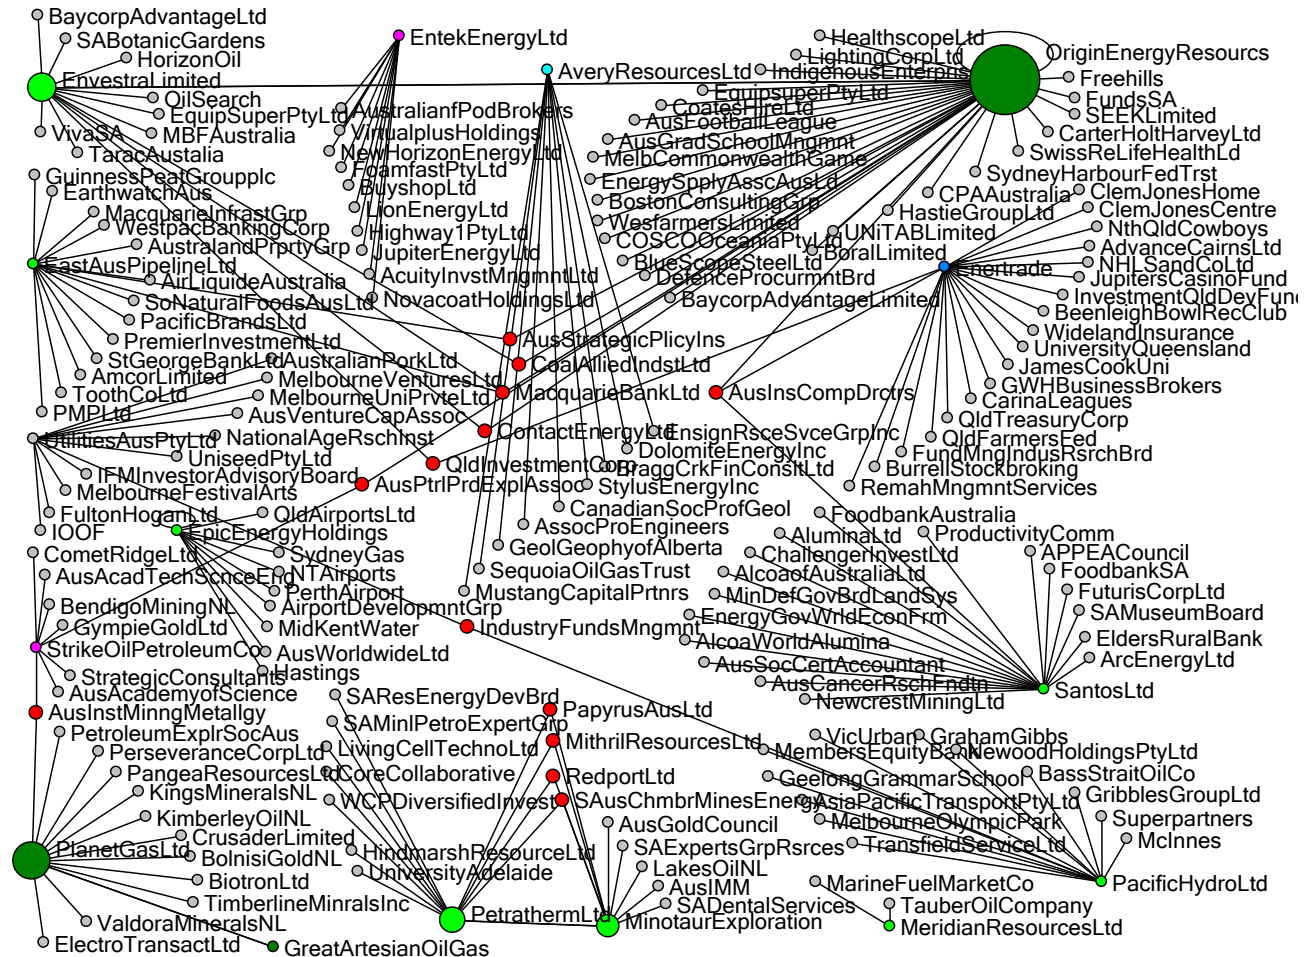 BaycorpAdvantageLtd
SABotanicGardens
HorizonOil
EnvestraLimited
OilSearch
EquipSuperPtyLtd
VivaSA
MBFAustralia
TaracAustalia
GuinnessPeatGroupplc
EarthwatchAus
MacquarieInfrastGrp
WestpacBankingCorp
AustralandPrprtyGrp
EastAusPipelineLtd
AirLiquideAustralia
SoNaturalFoodsAusLtd
PacificBrandsLtd
PremierInvestmentLtd
StGeorgeBankLtd
AustralianPorkLtd
AmcorLimited
MelbourneVenturesLtd
ToothCoLtd
MelbourneUniPrvteLtd
PMPLtd
AusVentureCapAssoc
UtilitiesAusPtyLtd
NationalAgeRschInst
UniseedPtyLtd
IFMInvestorAdvisoryBoard
MelbourneFestivalArts
FultonHoganLtd
QldAirportsLtd
IOOF
EpicEnergyHoldings
CometRidgeLtd
SydneyGas
AusAcadTechScnceEng
NTAirports
PerthAirport
BendigoMiningNL
AirportDevelopmntGrp
GympieGoldLtd
MidKentWater
StrikeOilPetroleumCo
AusWorldwideLtd
StrategicConsultants
Hastings
AusAcademyofScience
AusInstMinngMetallgy
PetroleumExplrSocAus
PerseveranceCorpLtd
PangeaResourcesLtd
KingsMineralsNL
KimberleyOilNL
CrusaderLimited
PlanetGasLtd
BolnisiGoldNL
BiotronLtd
TimberlineMinralsInc
ValdoraMineralsNL
ElectroTransactLtd
GreatArtesianOilGas
EntekEnergyLtd
AustralianfPodBrokers
VirtualplusHoldings
NewHorizonEnergyLtd
FoamfastPtyLtd
BuyshopLtd
LionEnergyLtd
Highway1PtyLtd
JupiterEnergyLtd
AcuityInvstMngmntLtd
NovacoatHoldingsLtd
AveryResourcesLtd
AusStrategicPlicyIns
CoalAlliedIndstLtd
MacquarieBankLtd
AusInsCompDrctrs
ContactEnergyLtd
EnsignRsceSvceGrpInc
DolomiteEnergyInc
QldInvestmentCorp
BraggCrkFinConsltLtd
AusPtrlPrdExplAssoc
StylusEnergyInc
CanadianSocProfGeol
AssocProEngineers
GeolGeophyofAlberta
SequoiaOilGasTrust
MustangCapitalPrtnrs
IndustryFundsMngmnt
HealthscopeLtd
LightingCorpLtd
IndigenousEnterpris
OriginEnergyResourcs
EquipsuperPtyLtd
Freehills
CoatesHireLtd
FundsSA
AusFootballLeague
SEEKLimited
AusGradSchoolMngmnt
CarterHoltHarveyLtd
MelbCommonwealthGame
SwissReLifeHealthLd
EnergySpplyAsscAusLd
SydneyHarbourFedTrst
BostonConsultingGrp
CPAAustralia
Wesfarmers​Limited
HastieGroupLtd
COSCOOceaniaPtyLtd
UNiTABLimited
BlueScopeSteelLtd
BoralLimited
DefenceProcurmntBrd
BaycorpAdvantageLimited
Enertrade
ClemJonesHome
ClemJonesCentre
NthQldCowboys
AdvanceCairnsLtd
NHLSandCoLtd
JupitersCasinoFund
InvestmentQldDevFund
BeenleighBowlRecClub
WidelandInsurance
UniversityQueensland
JamesCookUni
GWHBusinessBrokers
CarinaLeagues
QldTreasuryCorp
QldFarmersFed
FundMngIndusRsrchBrd
BurrellStockbroking
RemahMngmntServices
FoodbankAustralia
AluminaLtd
ProductivityComm
ChallengerInvestLtd
APPEACouncil
AlcoaofAustraliaLtd
FoodbankSA
MinDefGovBrdLandSys
FuturisCorpLtd
EnergyGovWrldEconFrm
SAMuseumBoard
AlcoaWorldAlumina
EldersRuralBank
AusSocCertAccountant
ArcEnergyLtd
AusCancerRschFndtn
SantosLtd
NewcrestMiningLtd
SAResEnergyDevBrd
PapyrusAusLtd
SAMinlPetroExpertGrp
MithrilResourcesLtd
LivingCellTechnoLtd
CoreCollaborative
RedportLtd
WCPDiversifiedInvest
SAusChmbrMinesEnergy
HindmarshResourceLtd
UniversityAdelaide
PetrathermLtd
AusGoldCouncil
SAExpertsGrpRsrces
LakesOilNL
AusIMM
SADentalServices
MinotaurExploration
VicUrban
GrahamGibbs
MembersEquityBank
NewoodHoldingsPtyLtd
GeelongGrammarSchool
BassStraitOilCo
AsiaPacificTransportPtyLtd
GribblesGroupLtd
MelbourneOlympicPark
Superpartners
TransfieldServiceLtd
McInnes
MarineFuelMarketCo
PacificHydroLtd
TauberOilCompany
MeridianResourcesLtd